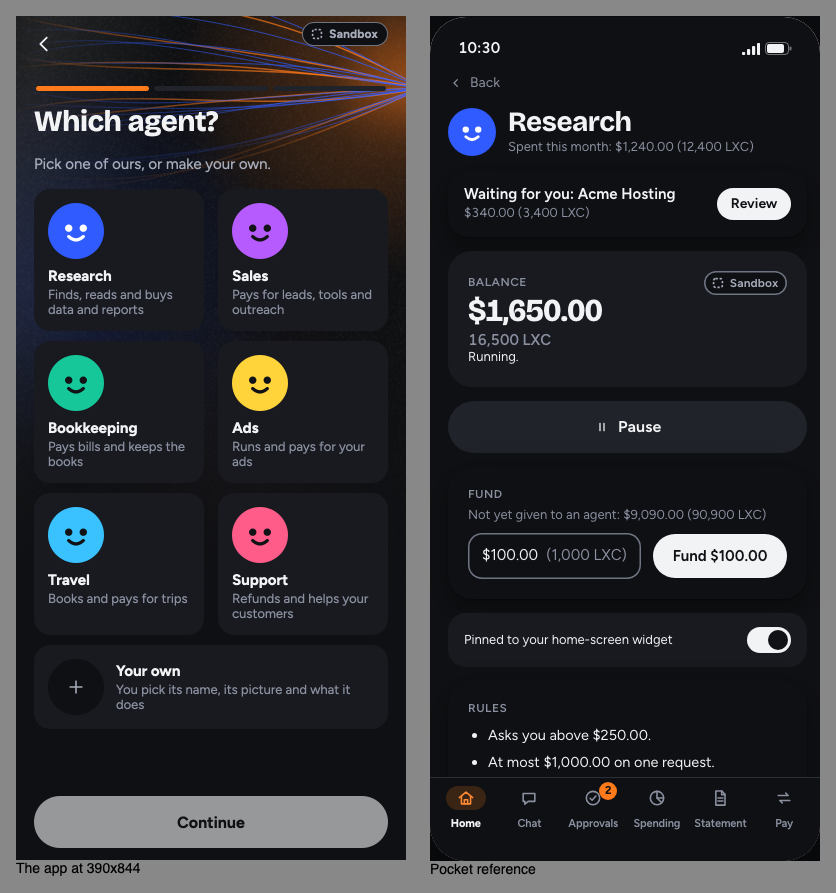 Sandbox
Which agent?
Pick one of ours, or make your own.
Research
Finds, reads and buys
data and reports
Sales
Pays for leads, tools and
outreach
Bookkeeping
Pays bills and keeps the
books
Ads
Runs and pays for your
ads
Travel
Books and pays for trips
Support
Refunds and helps your
customers
Your own
You pick its name, its picture and what it
does
Continue
The app at 390x844
10:30
Back
Research
Spent this month: $1,240.00 (12,400 LXC)
Waiting for you: Acme Hosting
$340.00 (3,400 LXC)
Review
BALANCE
Sandbox
$1,650.00
16,500 LXC
Running.
Pause
FUND
Not yet given to an agent: $9,090.00 (90,900 LXC)
$100.00 (1,000 LXC)
Fund $100.00
Pinned to your home-screen widget
RULES
• Asks you above $250.00.
• At most $1,000.00 on one request.
2
Home
Chat
Approvals
Spending
Statement
Pay
Pocket reference